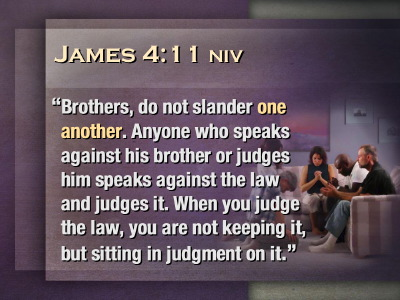 James 4:11 NIV
“Brothers, do not slander one
another. Anyone who speaks
against his brother or judges
him speaks against the law
and judges it. When you judge
the law, you are not keeping it,
but sitting in judgment on it.”